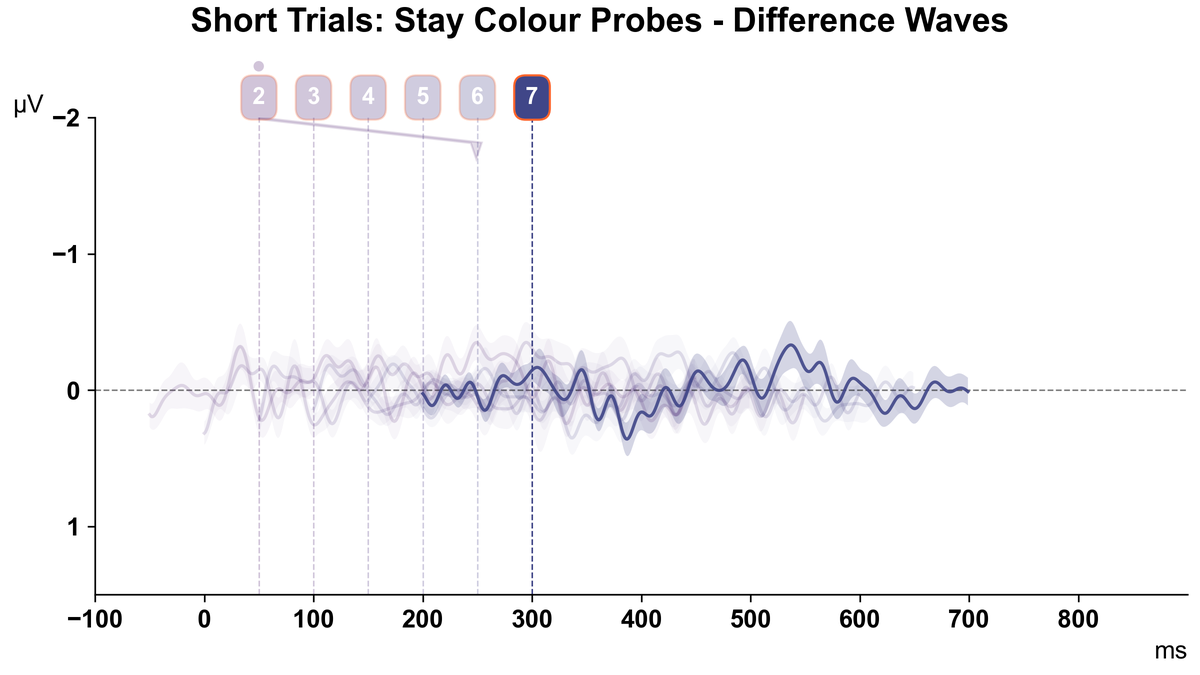 Short Trials: Stay Colour Probes - Difference Waves
2 3 4 5 6 7
μV
−2
−1
0
1
−100 0 100 200 300 400 500 600 700 800
ms